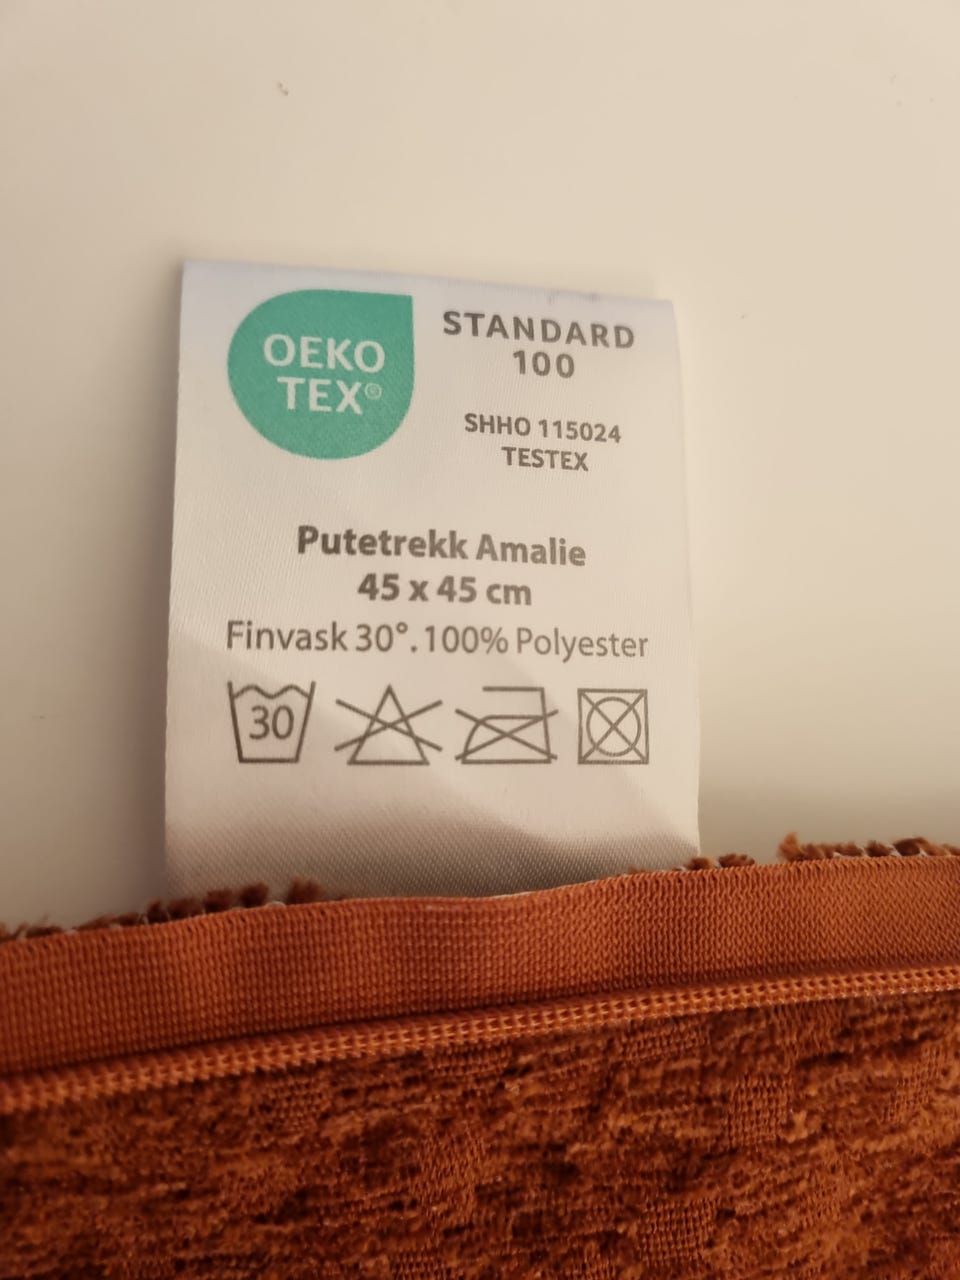 OEKO
TEX®
STANDARD
100
SHHO 115024
TESTEX
Putetrekk Amalie
45 x 45 cm
Finvask 30°. 100% Polyester
30